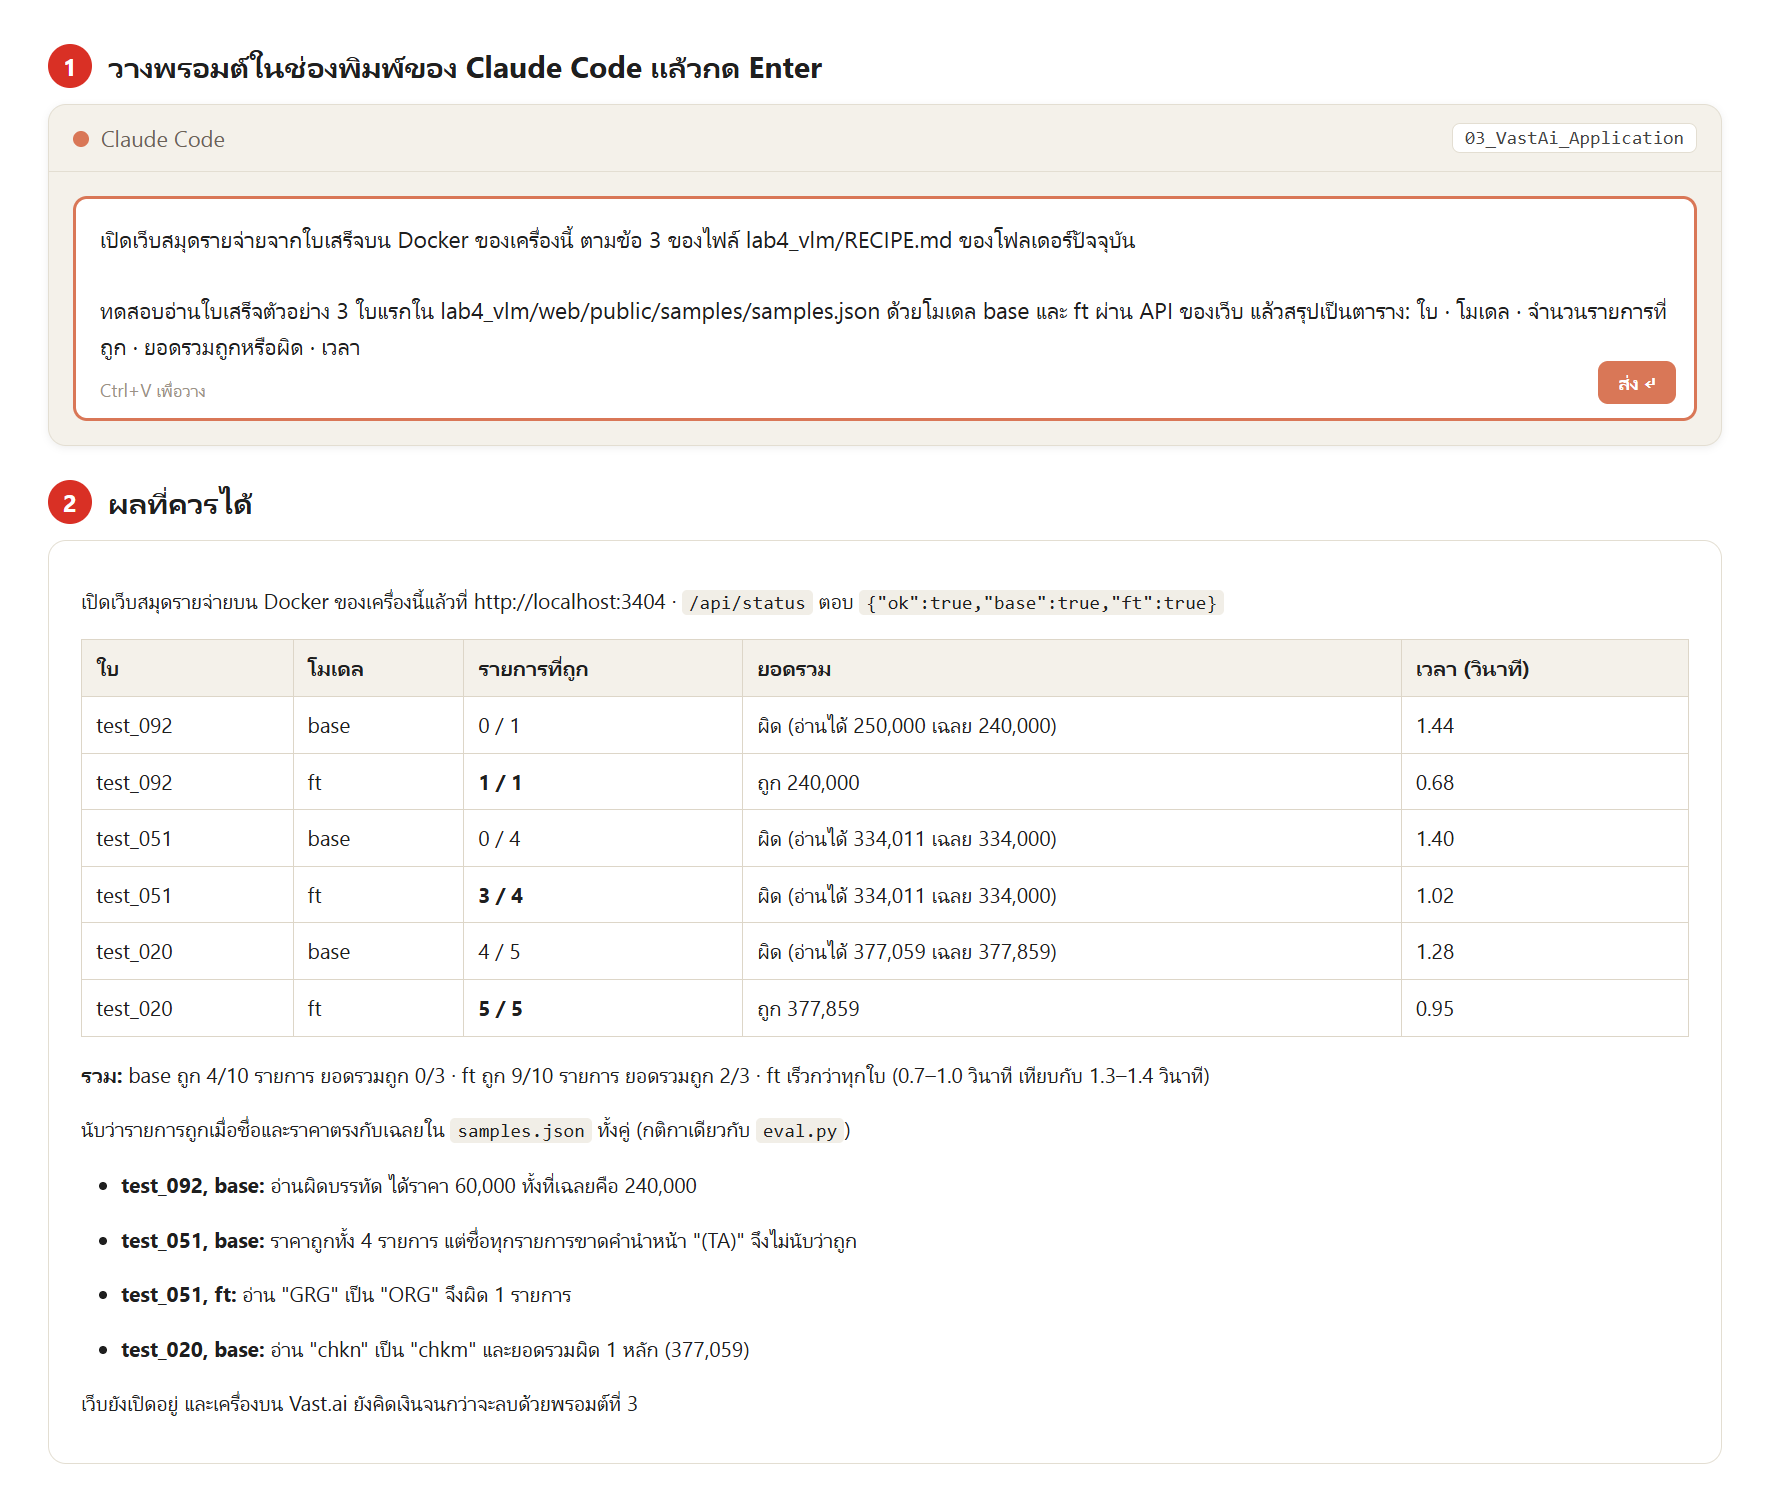 1 วางพรอมต์ในช่องพิมพ์ของ Claude Code แล้วกด Enter
Claude Code
03_VastAi_Application
เปิดเว็บสมุดรายจ่ายจากใบเสร็จบน Docker ของเครื่องนี้ ตามข้อ 3 ของไฟล์ lab4_vlm/RECIPE.md ของโฟลเดอร์ปัจจุบัน
ทดสอบอ่านใบเสร็จตัวอย่าง 3 ใบแรกใน lab4_vlm/web/public/samples/samples.json ด้วยโมเดล base และ ft ผ่าน API ของเว็บ แล้วสรุปเป็นตาราง: ใบ · โมเดล · จำนวนรายการที่
ถูก · ยอดรวมถูกหรือผิด · เวลา
Ctrl+V เพื่อวาง
ส่ง ↵
2 ผลที่ควรได้
เปิดเว็บสมุดรายจ่ายบน Docker ของเครื่องนี้แล้วที่ http://localhost:3404 · /api/status ตอบ {"ok":true,"base":true,"ft":true}
ใบ โมเดล รายการที่ถูก ยอดรวม เวลา (วินาที)
test_092 base 0 / 1 ผิด (อ่านได้ 250,000 เฉลย 240,000) 1.44
test_092 ft 1 / 1 ถูก 240,000 0.68
test_051 base 0 / 4 ผิด (อ่านได้ 334,011 เฉลย 334,000) 1.40
test_051 ft 3 / 4 ผิด (อ่านได้ 334,011 เฉลย 334,000) 1.02
test_020 base 4 / 5 ผิด (อ่านได้ 377,059 เฉลย 377,859) 1.28
test_020 ft 5 / 5 ถูก 377,859 0.95
รวม: base ถูก 4/10 รายการ ยอดรวมถูก 0/3 · ft ถูก 9/10 รายการ ยอดรวมถูก 2/3 · ft เร็วกว่าทุกใบ (0.7–1.0 วินาที เทียบกับ 1.3–1.4 วินาที)
นับว่ารายการถูกเมื่อชื่อและราคาตรงกับเฉลยใน samples.json ทั้งคู่ (กติกาเดียวกับ eval.py)
• test_092, base: อ่านผิดบรรทัด ได้ราคา 60,000 ทั้งที่เฉลยคือ 240,000
• test_051, base: ราคาถูกทั้ง 4 รายการ แต่ชื่อทุกรายการขาดคำนำหน้า "(TA)" จึงไม่นับว่าถูก
• test_051, ft: อ่าน "GRG" เป็น "ORG" จึงผิด 1 รายการ
• test_020, base: อ่าน "chkn" เป็น "chkm" และยอดรวมผิด 1 หลัก (377,059)
เว็บยังเปิดอยู่ และเครื่องบน Vast.ai ยังคิดเงินจนกว่าจะลบด้วยพรอมต์ที่ 3